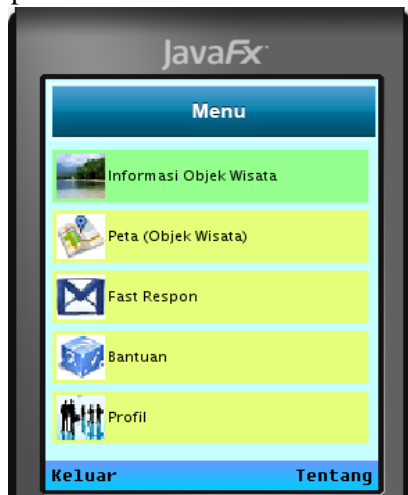 JavaFx
Menu
Informasi Objek Wisata
Peta (Objek Wisata)
Fast Respon
Bantuan
Profil
Keluar Tentang